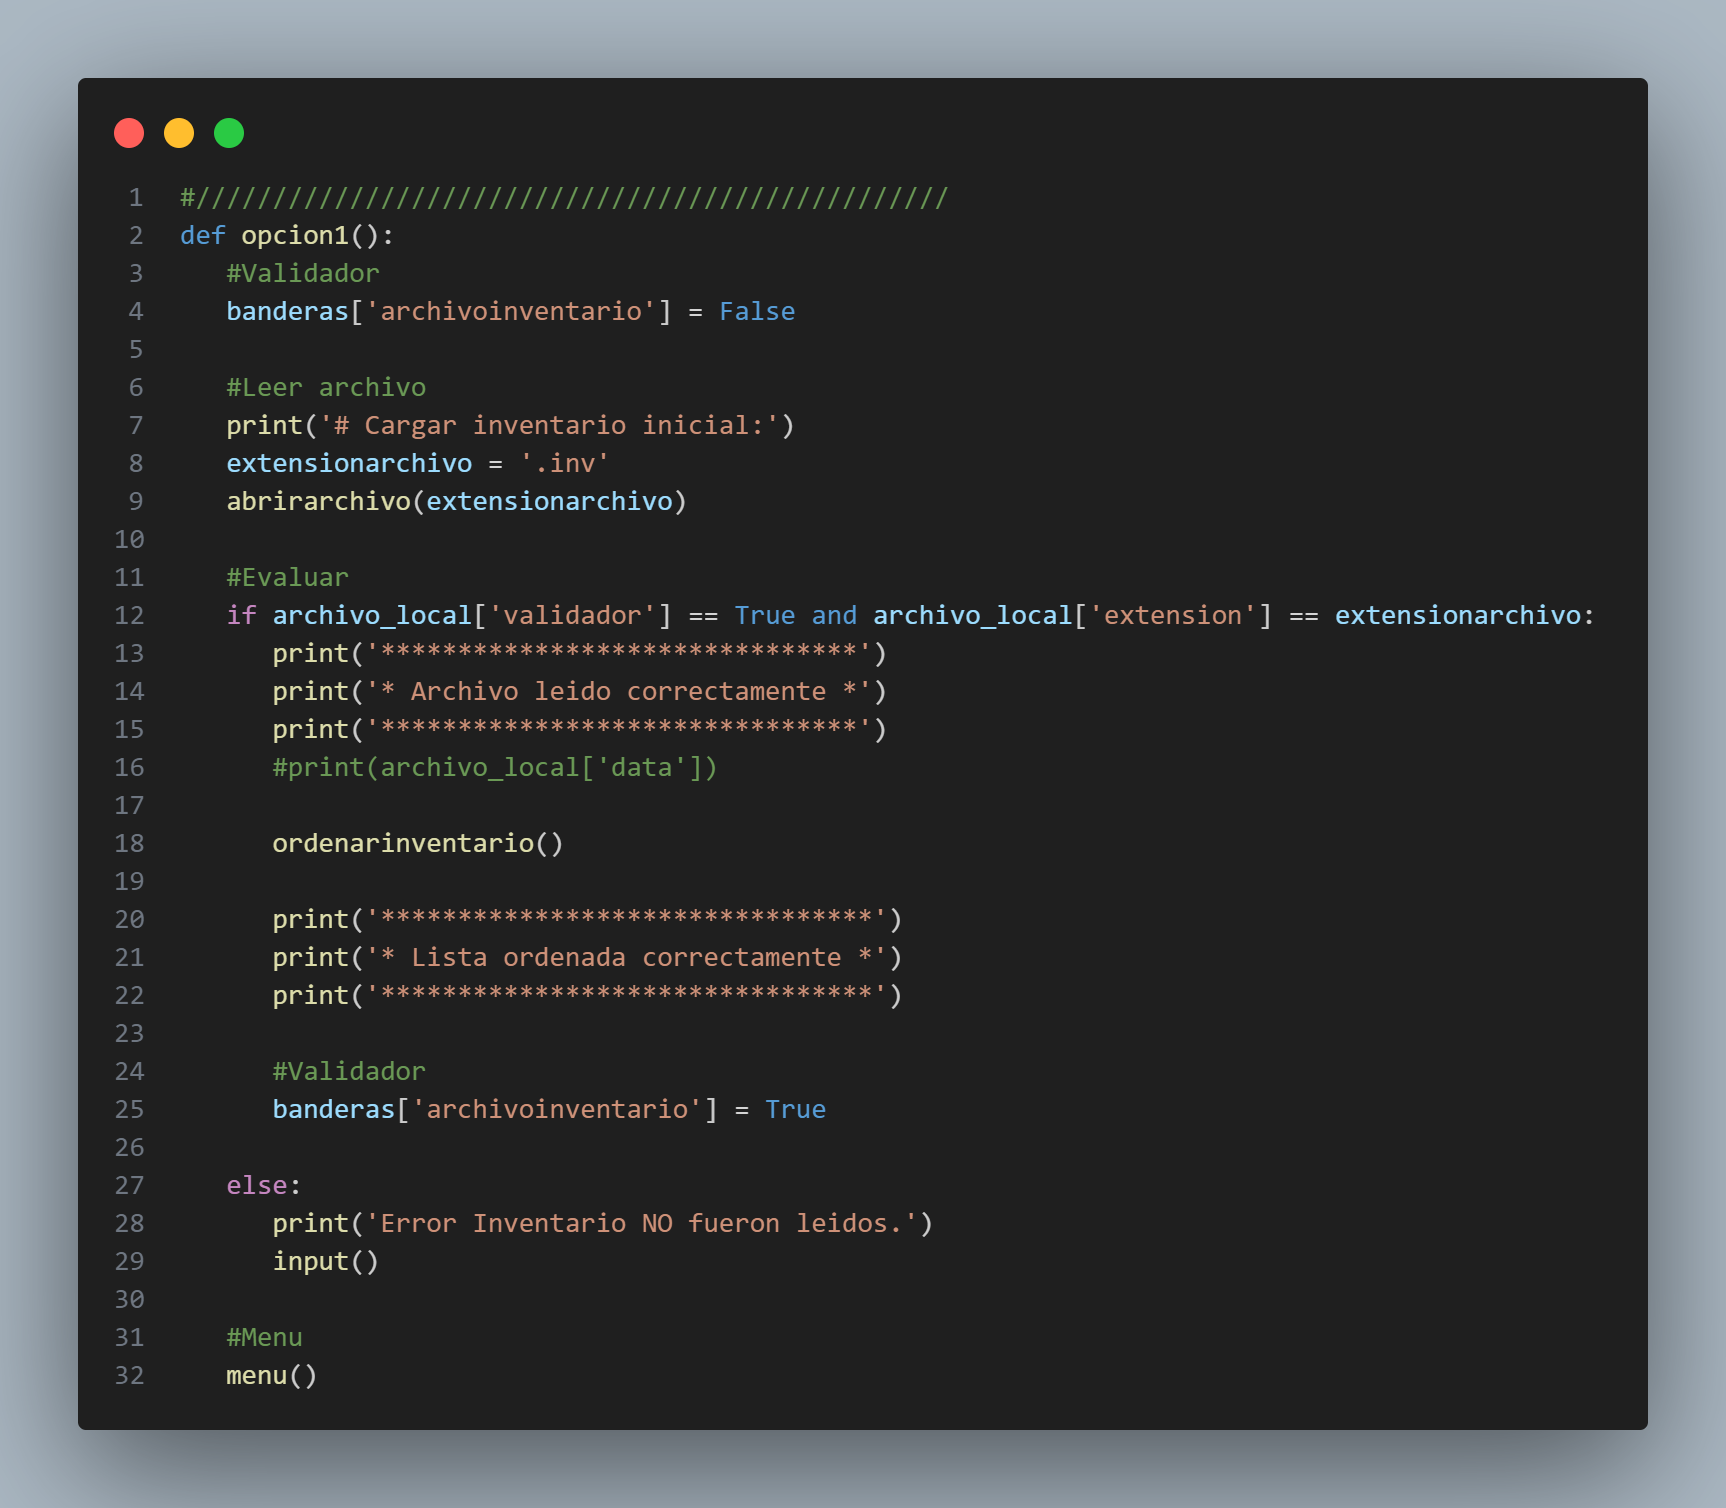 1 #/////////////////////////////////////////////////
2 def opcion1():
3    #Validador
4    banderas['archivoinventario'] = False
5
6    #Leer archivo
7    print('# Cargar inventario inicial:')
8    extensionarchivo = '.inv'
9    abrirarchivo(extensionarchivo)
10
11    #Evaluar
12    if archivo_local['validador'] == True and archivo_local['extension'] == extensionarchivo:
13       print('*******************************')
14       print('* Archivo leido correctamente *')
15       print('*******************************')
16       #print(archivo_local['data'])
17
18       ordenarinventario()
19
20       print('********************************')
21       print('* Lista ordenada correctamente *')
22       print('********************************')
23
24       #Validador
25       banderas['archivoinventario'] = True
26
27    else:
28       print('Error Inventario NO fueron leidos.')
29       input()
30
31    #Menu
32    menu()